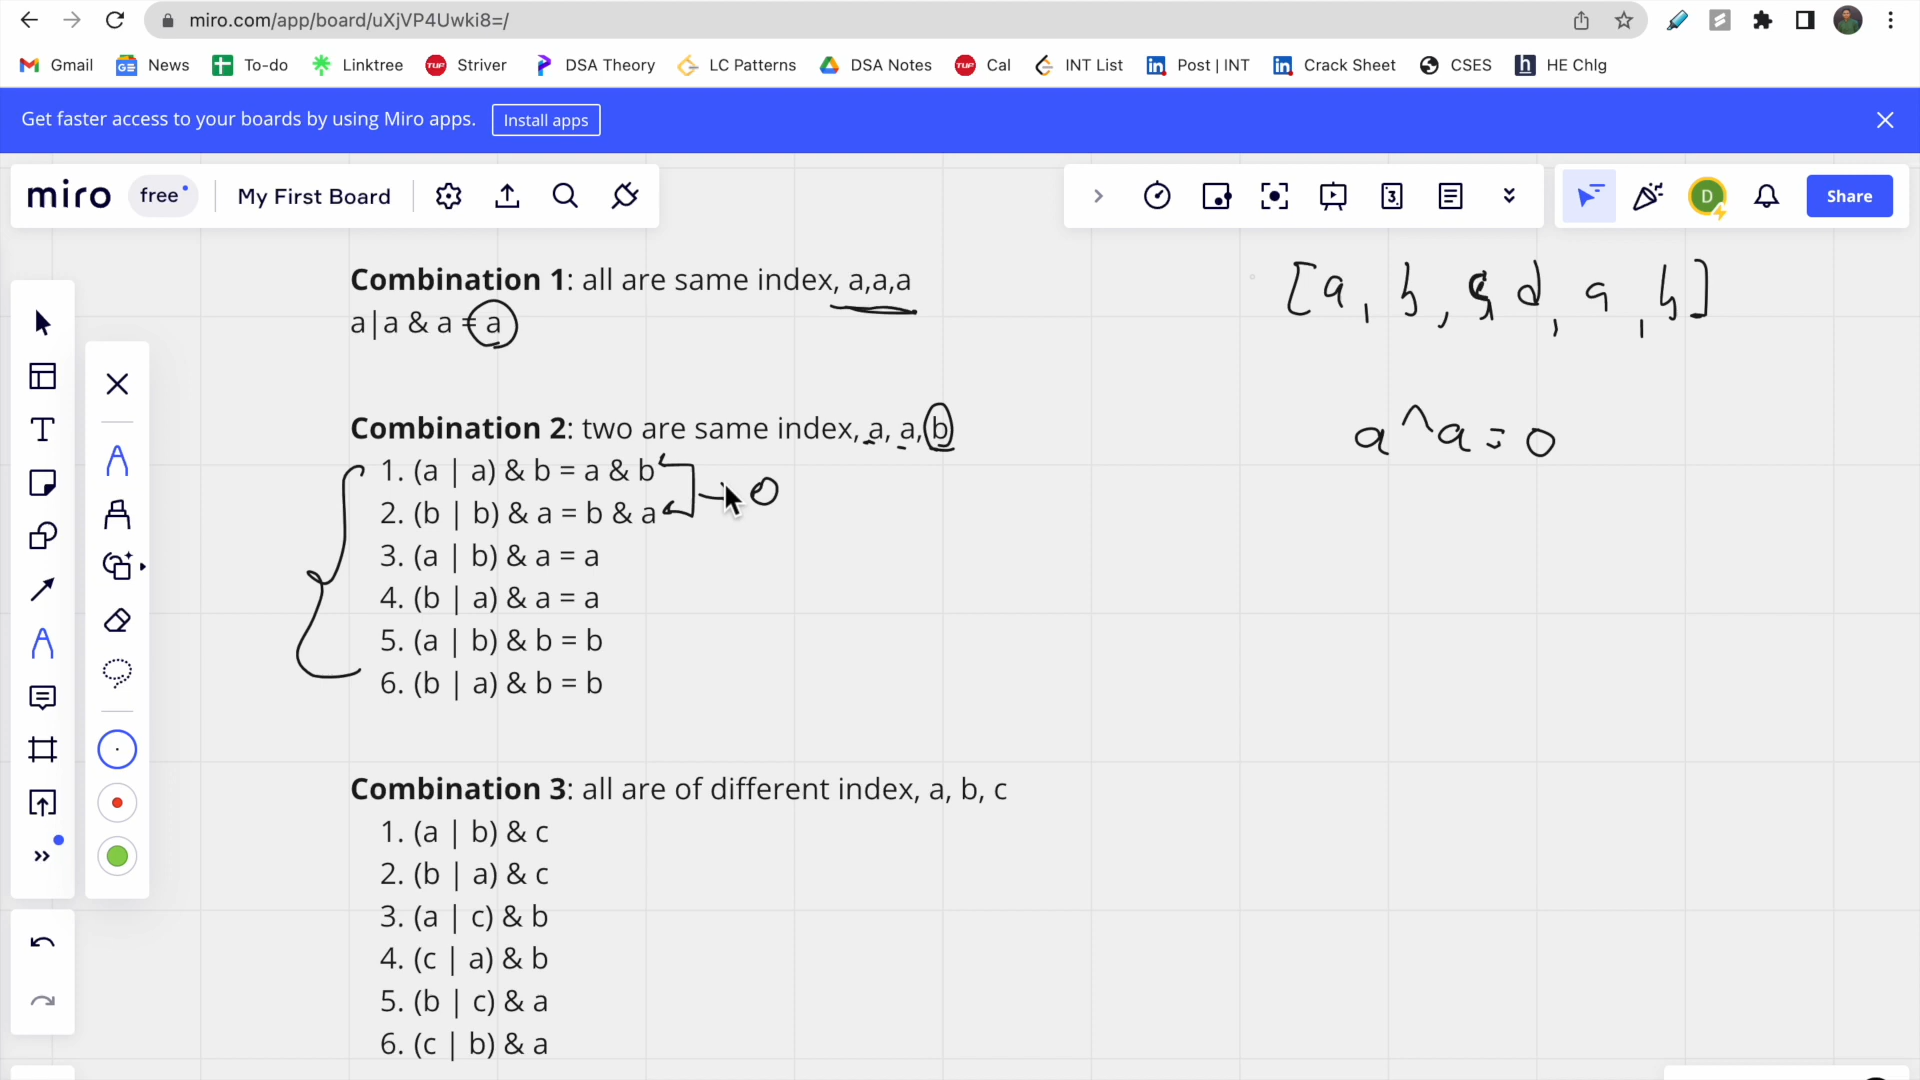 miro.com/app/board/uXjVP4Uwki8=/
Gmail News To-do Linktree Striver DSA Theory LC Patterns DSA Notes Cal INT List Post | INT Crack Sheet CSES HE Chlg
Get faster access to your boards by using Miro apps. Install apps
miro free My First Board D Share
Combination 1: all are same index, a,a,a
a|a & a = a
Combination 2: two are same index, a, a, b
1. (a | a) & b = a & b
2. (b | b) & a = b & a
→ 0
3. (a | b) & a = a
4. (b | a) & a = a
5. (a | b) & b = b
6. (b | a) & b = b
Combination 3: all are of different index, a, b, c
1. (a | b) & c
2. (b | a) & c
3. (a | c) & b
4. (c | a) & b
5. (b | c) & a
6. (c | b) & a
[a, b, d, a, b]
a^a = 0